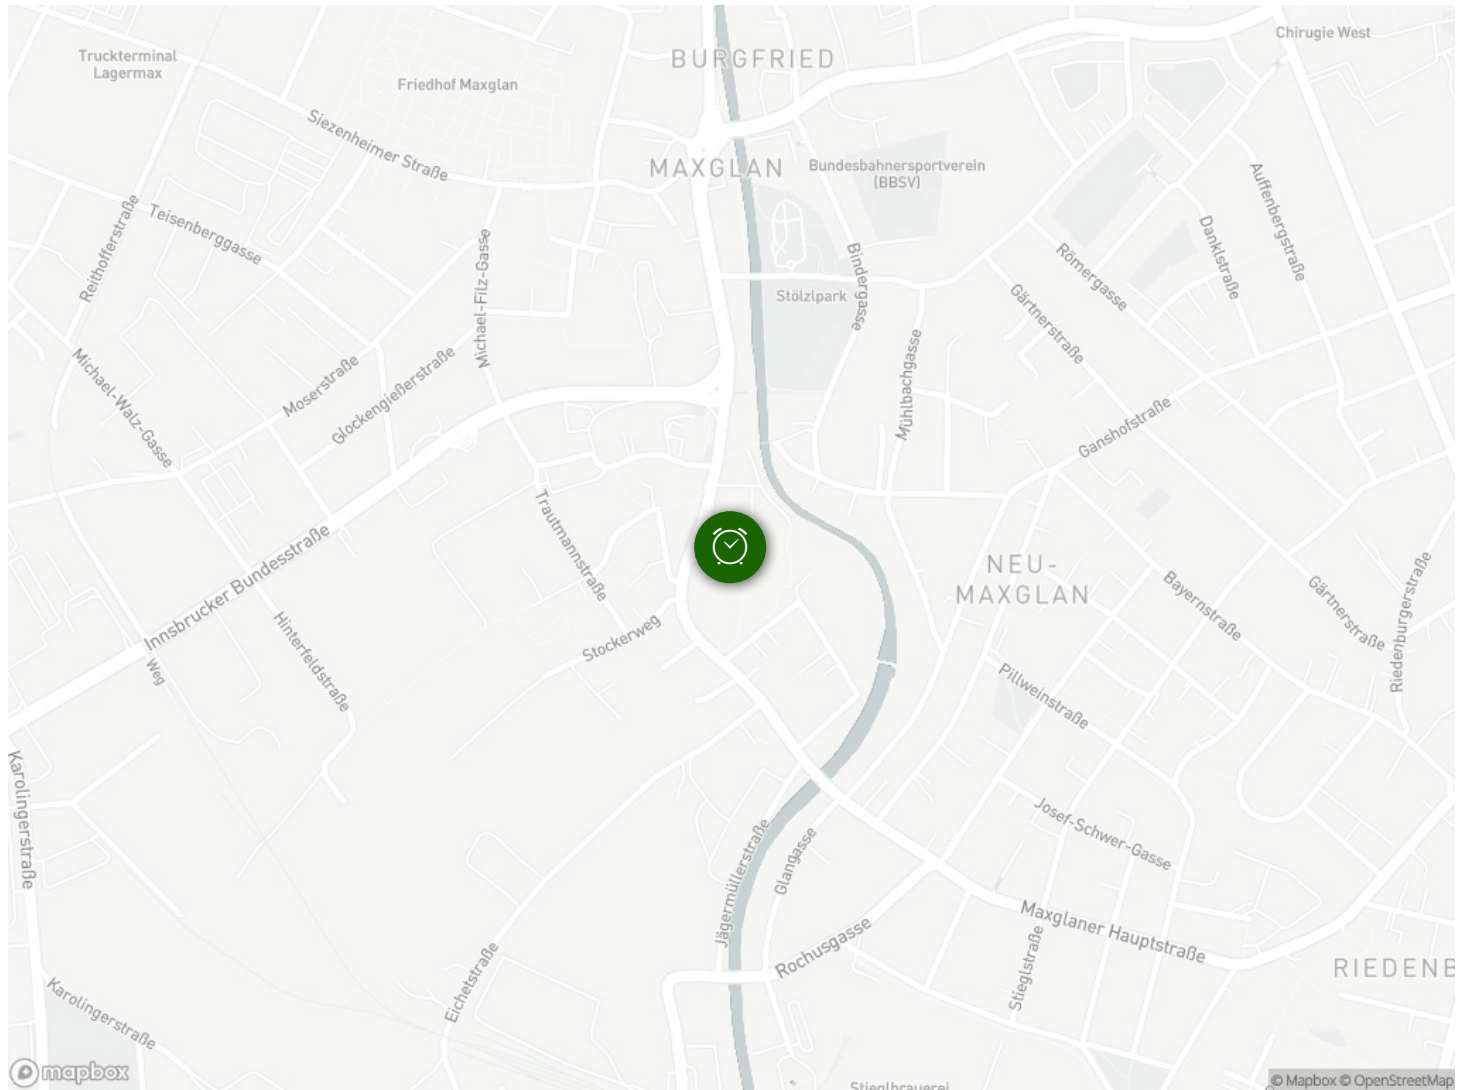 Chirugie West
Truckterminal
Lagermax
BURGFRIED
Friedhof Maxglan
Siezenheimer Straße
MAXGLAN
Bundesbahnersportverein
(BBSV)
Auffenbergstraße
Reithofferstraße
Teisenberggasse
Michael-Filz-Gasse
Bindergasse
Römergasse
Danklstraße
Stölzlpark
Gärtnerstraße
Michael-Walz-Gasse
Moserstraße
Glockengießerstraße
Mühlbachgasse
Ganshofstraße
Trautmannstraße
Innsbrucker Bundesstraße
NEU-
MAXGLAN
Bayernstraße
Gärtnerstraße
Riedenburgerstraße
Hinterfeldstraße
Stockerweg
Weg
Pillweinstraße
Karolingerstraße
Josef-Schwer-Gasse
Jägermüllerstraße
Glangasse
Maxglaner Hauptstraße
Rochusgasse
Stieglstraße
RIEDENB
Eichetstraße
Karolingerstraße
mapbox
Stieglbrauerei
© Mapbox © OpenStreetMap